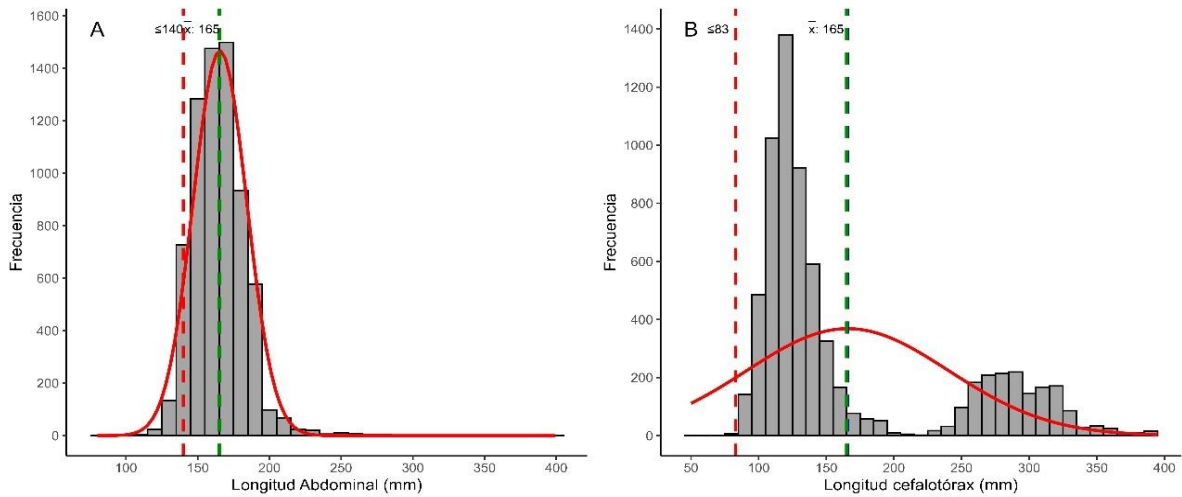 A
≤140 x̅: 165
1600
1400
1200
1000
800
600
400
200
0
Frecuencia
100 150 200 250 300 350 400
Longitud Abdominal (mm)
B
≤83 x̅: 165
1400
1200
1000
800
600
400
200
0
Frecuencia
50 100 150 200 250 300 350 400
Longitud cefalotórax (mm)